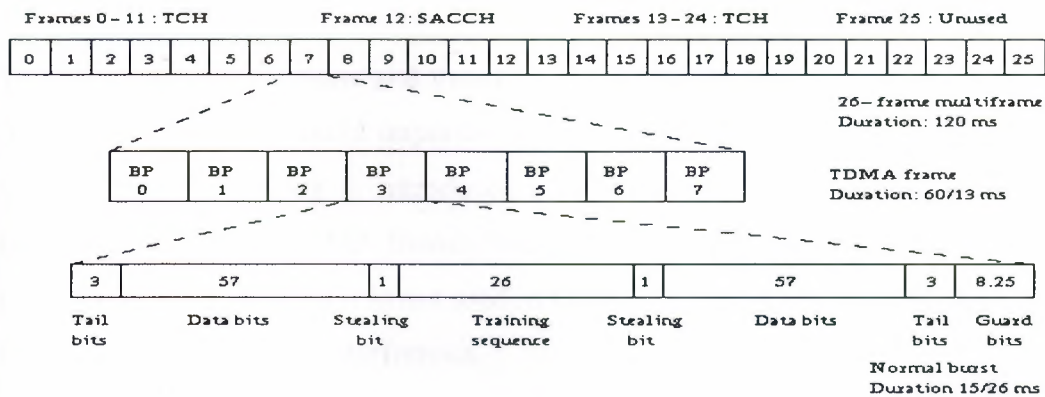 Frames 0-11 : TCH Frame 12 : SACCH Frames 13-24 : TCH Frame 25 : Unused
0 1 2 3 4 5 6 7 8 9 10 11 12 13 14 15 16 17 18 19 20 21 22 23 24 25
26-frame multiframe
Duration: 120 ms
BP BP BP BP BP BP BP BP
0 1 2 3 4 5 6 7
TDMA frame
Duration: 60/13 ms
3 57 1 26 1 57 3 8.25
Tail Data bits Stealing Training Stealing Data bits Tail Guard
bits bit sequence bit bits bits
Normal burst
Duration 15/26 ms